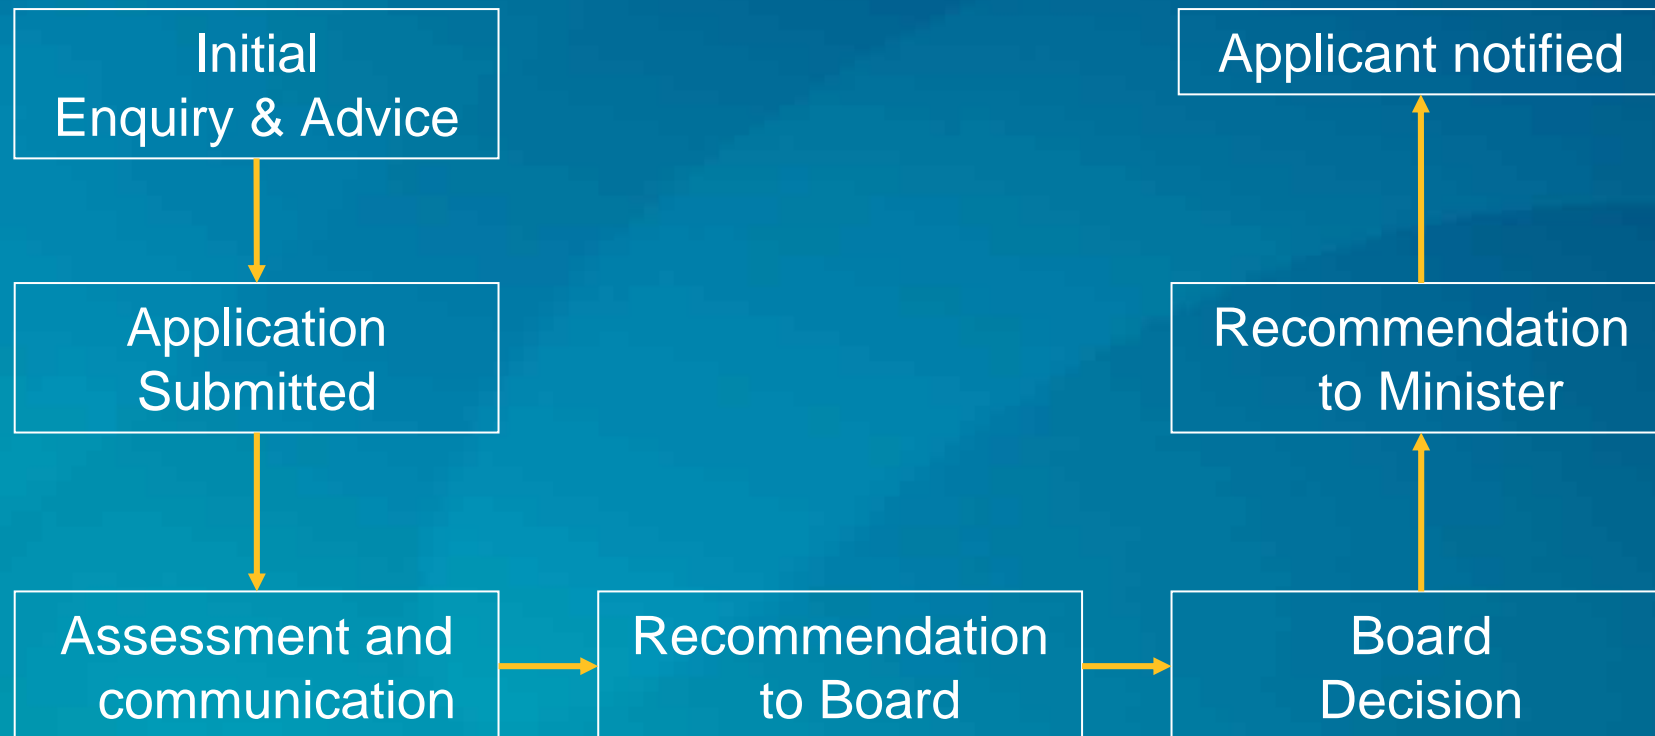 Initial
Enquiry & Advice
Application
Submitted
Assessment and
communication
Recommendation
to Board
Board
Decision
Recommendation
to Minister
Applicant notified